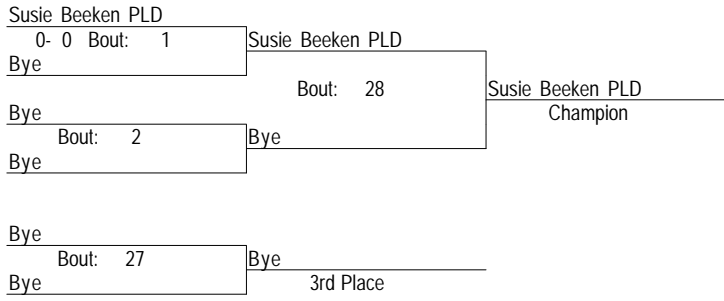 Susie Beeken PLD
0- 0 Bout: 1
Bye
Susie Beeken PLD
Bout: 28
Susie Beeken PLD
Champion
Bye
Bout: 2
Bye
Bye
Bye
Bout: 27
Bye
Bye
3rd Place